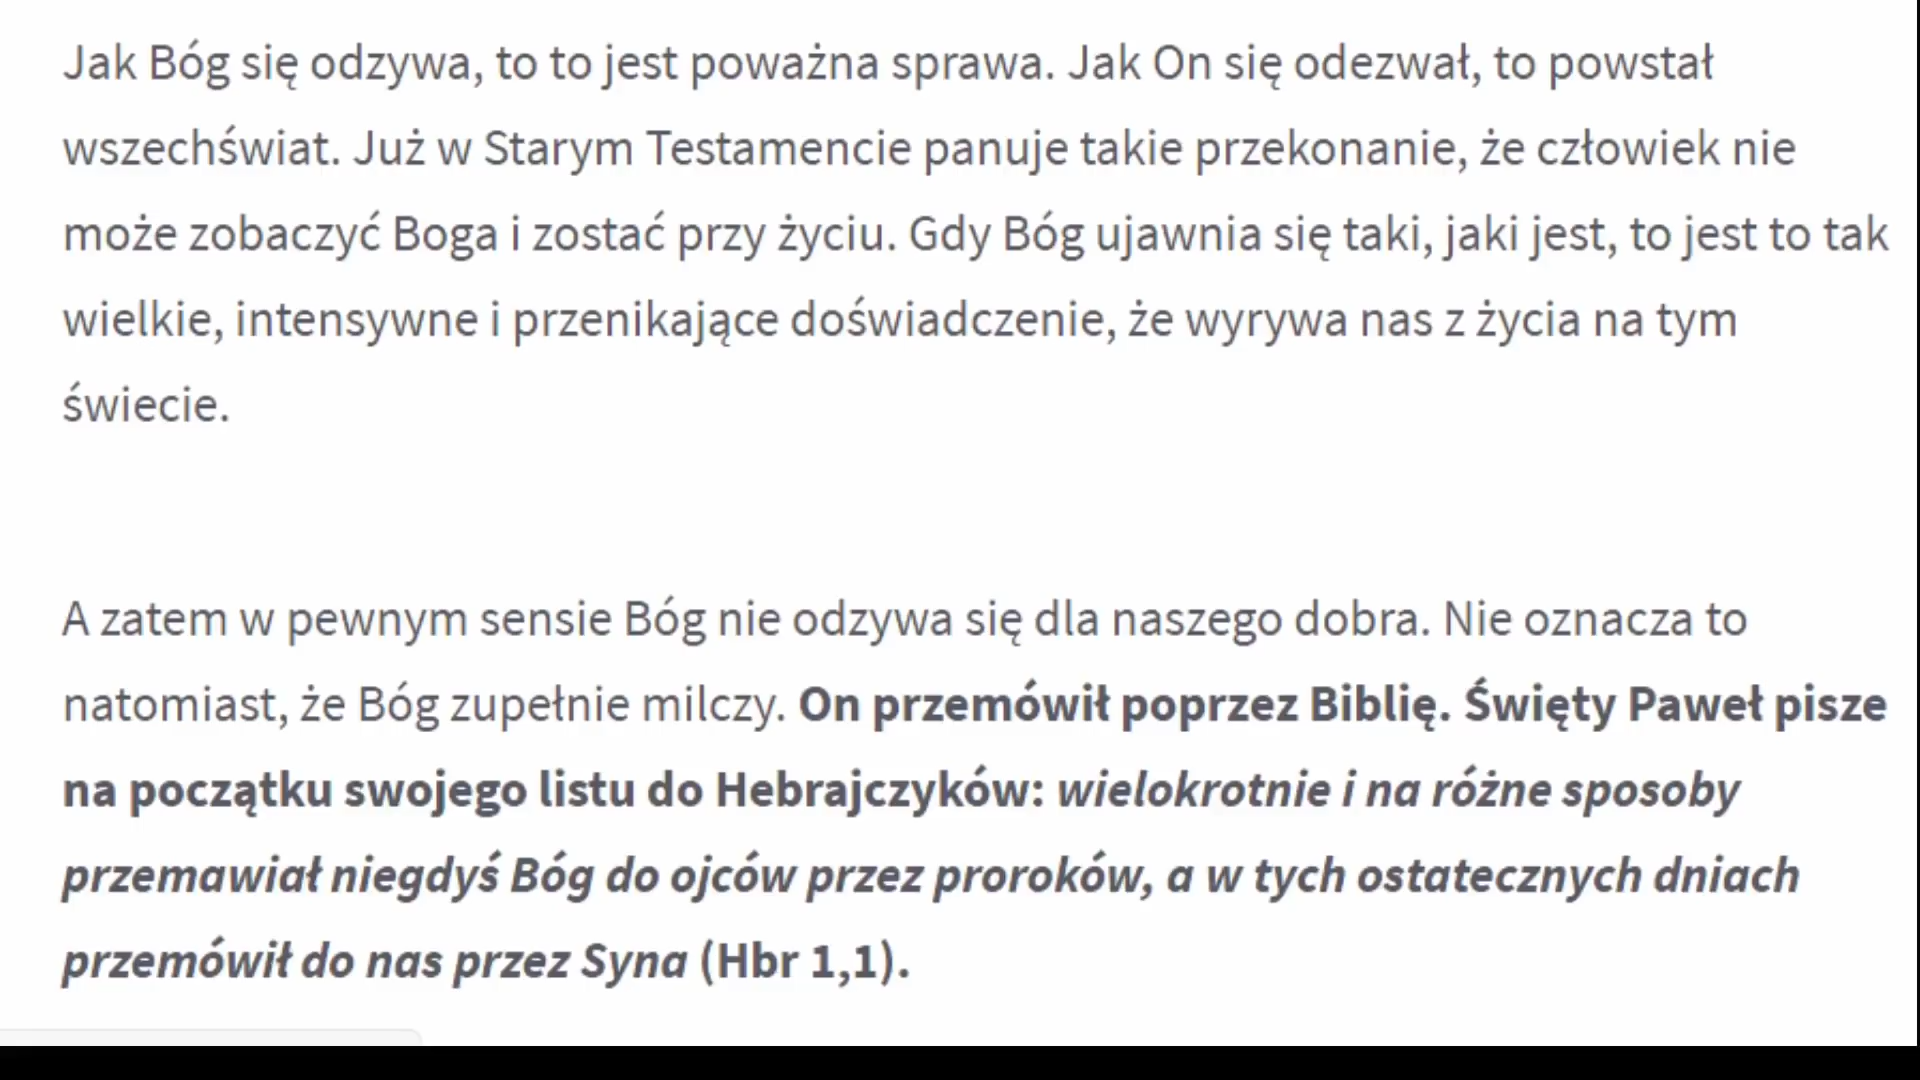 Jak Bóg się odzywa, to to jest poważna sprawa. Jak On się odezwał, to powstał
wszechświat. Już w Starym Testamencie panuje takie przekonanie, że człowiek nie
może zobaczyć Boga i zostać przy życiu. Gdy Bóg ujawnia się taki, jaki jest, to jest to tak
wielkie, intensywne i przenikające doświadczenie, że wyrywa nas z życia na tym
świecie.
A zatem w pewnym sensie Bóg nie odzywa się dla naszego dobra. Nie oznacza to
natomiast, że Bóg zupełnie milczy. On przemówił poprzez Biblię. Święty Paweł pisze
na początku swojego listu do Hebrajczyków: wielokrotnie i na różne sposoby
przemawiał niegdyś Bóg do ojców przez proroków, a w tych ostatecznych dniach
przemówił do nas przez Syna (Hbr 1,1).